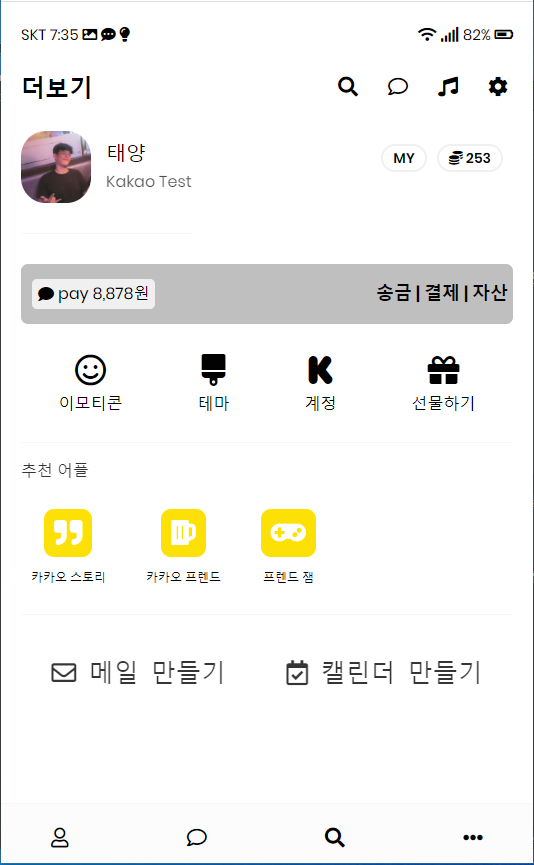 SKT 7:35 82%
더보기
태양
MY 253
Kakao Test
pay 8,878원 송금 | 결제 | 자산
이모티콘 테마 계정 선물하기
추천 어플
카카오 스토리 카카오 프렌드 프렌드 잼
메일 만들기 캘린더 만들기